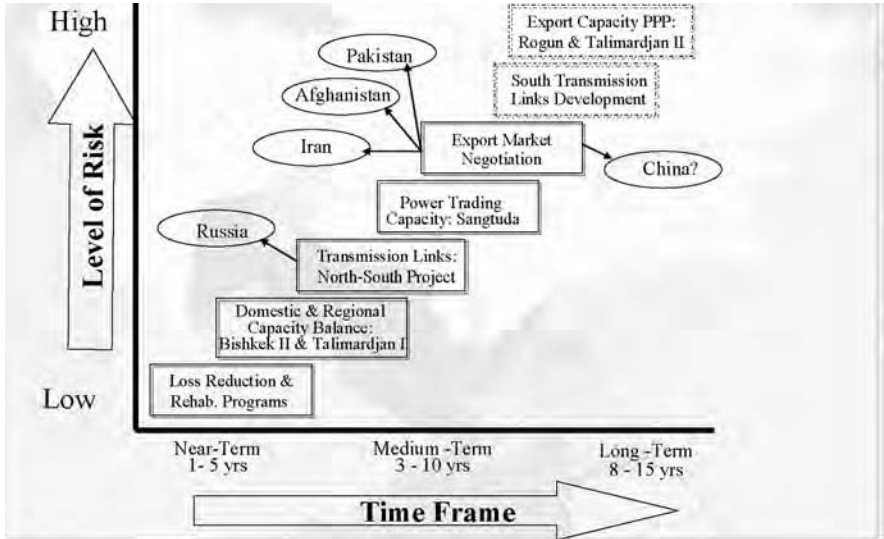 High
Export Capacity PPP:
Rogun & Talimardjan II
Pakistan
South Transmission
Links Development
Afghanistan
Iran
Export Market
Negotiation
China?
Level of Risk
Power Trading
Capacity: Sangtuda
Russia
Transmission Links:
North-South Project
Domestic & Regional
Capacity Balance:
Bishkek II & Talimardjan I
Loss Reduction &
Rehab. Programs
Low
Near-Term
1- 5 yrs
Medium -Term
3 - 10 yrs
Long -Term
8 - 15 yrs
Time Frame